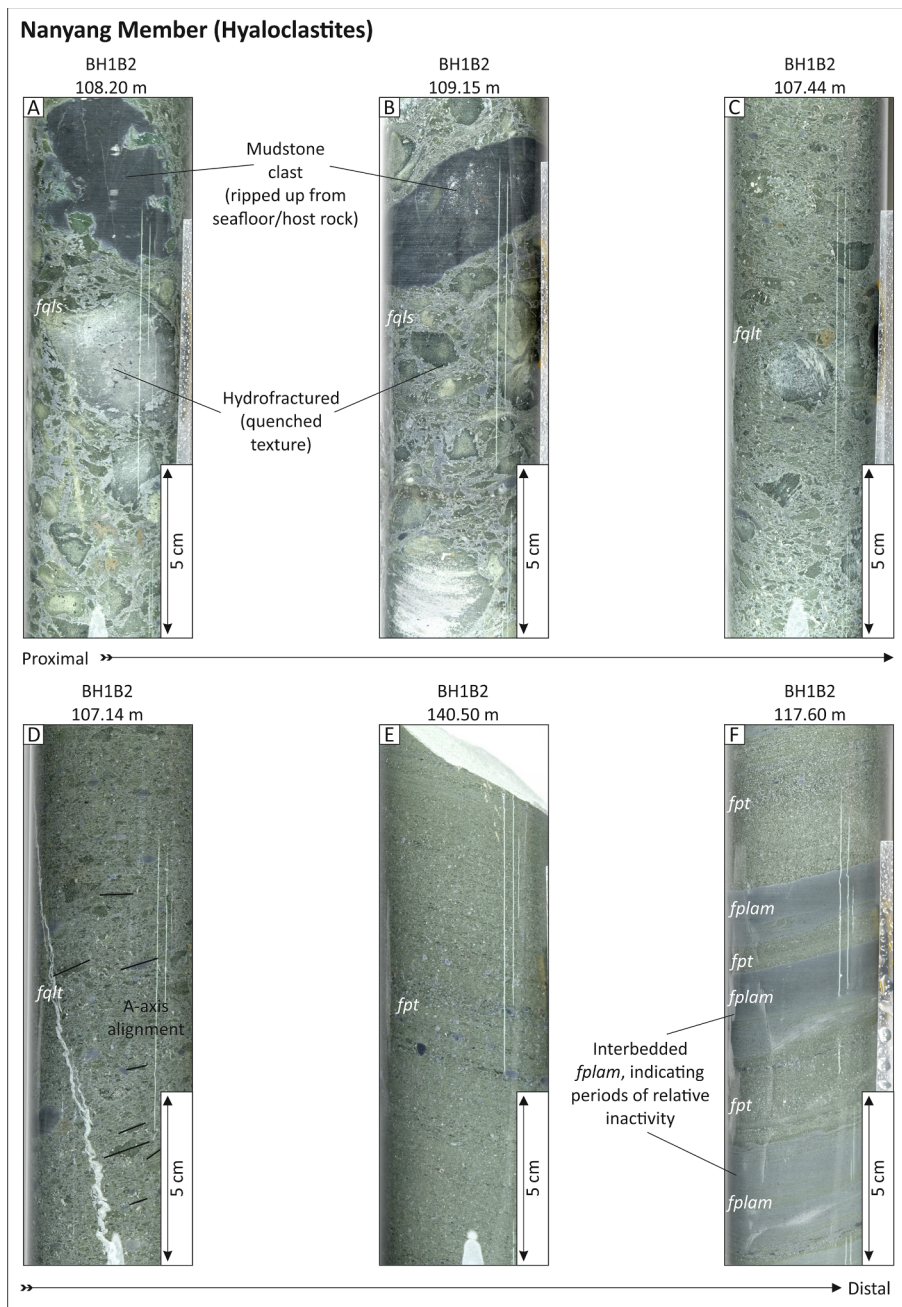 Nanyang Member (Hyaloclastites)
BH1B2
108.20 m
BH1B2
109.15 m
BH1B2
107.44 m
A
B
C
Mudstone
clast
(ripped up from
seafloor/host rock)
fqls
fqls
fqlt
Hydrofractured
(quenched
texture)
5 cm
5 cm
5 cm
Proximal
BH1B2
107.14 m
BH1B2
140.50 m
BH1B2
117.60 m
D
E
F
fpt
fplam
fpt
fqlt
A-axis
alignment
fpt
fplam
Interbedded
fplam, indicating
periods of relative
inactivity
fpt
fplam
5 cm
5 cm
5 cm
Distal